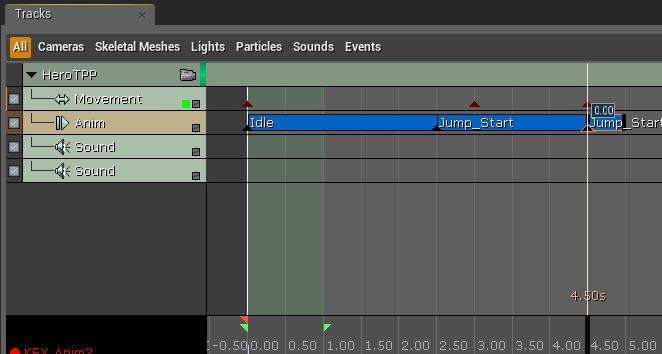 Tracks
All Cameras Skeletal Meshes Lights Particles Sounds Events
HeroTPP
Movement
0.00
Anim Idle Jump_Start Jump_Start
Sound
Sound
4.50s
-0.50 0.00 0.50 1.00 1.50 2.00 2.50 3.00 3.50 4.00 4.50 5.00
KEY Anim2